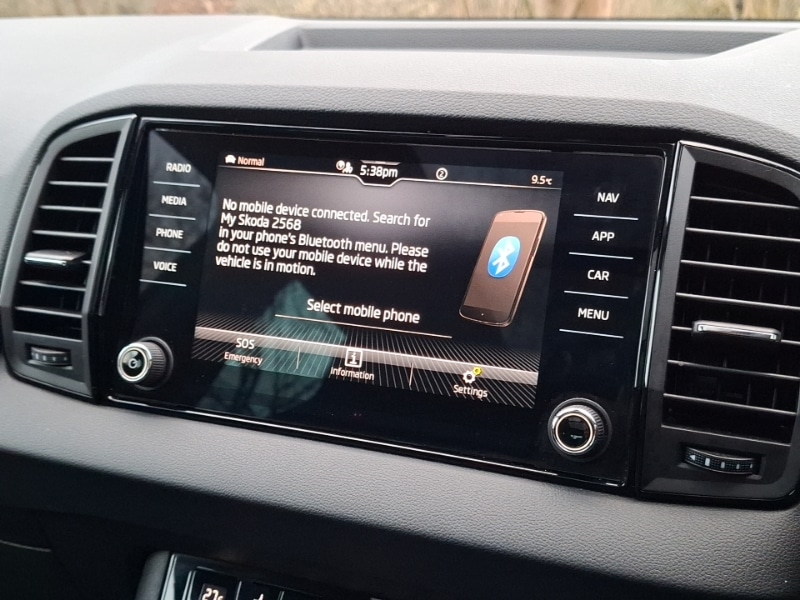 Normal
5:38pm
2
9.5°C
RADIO
MEDIA
PHONE
VOICE
No mobile device connected. Search for
My Skoda 2568
in your phone's Bluetooth menu. Please
do not use your mobile device while the
vehicle is in motion.
Select mobile phone
SOS
Emergency
i
Information
Settings
NAV
APP
CAR
MENU